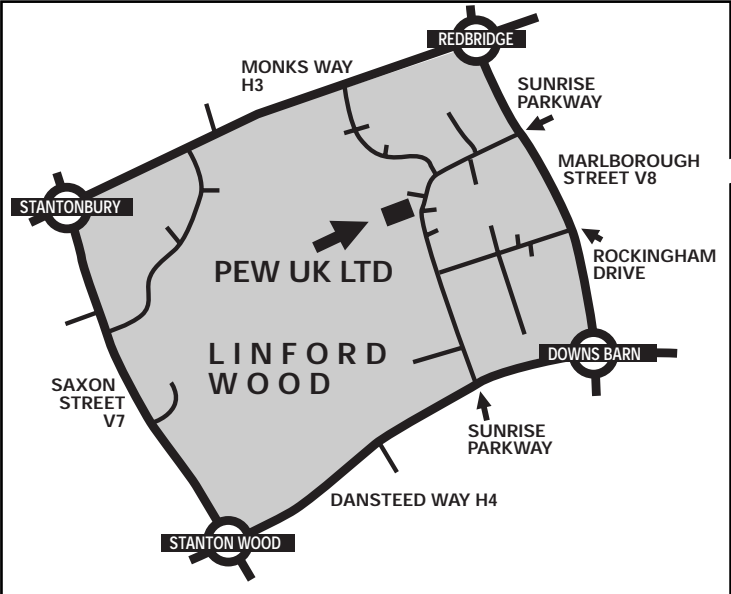 REDBRIDGE
MONKS WAY
H3
SUNRISE
PARKWAY
MARLBOROUGH
STREET V8
STANTONBURY
ROCKINGHAM
DRIVE
PEW UK LTD
LINFORD
WOOD
DOWNS BARN
SAXON
STREET
V7
SUNRISE
PARKWAY
DANSTEED WAY H4
STANTON WOOD